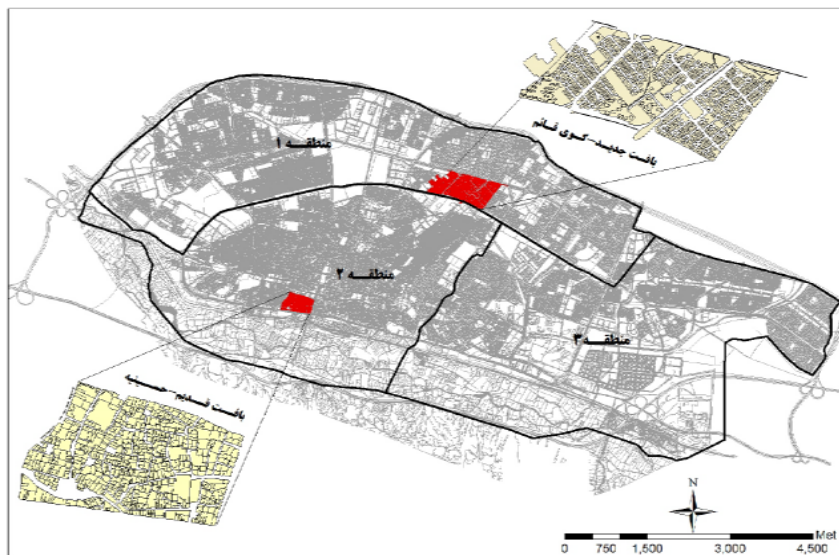 بافت جدید-کوی قائم
منطقه ۱
منطقه ۲
منطقه ۳
بافت قدیم-حسینیه
N
Met
0 750 1,500 3,000 4,500